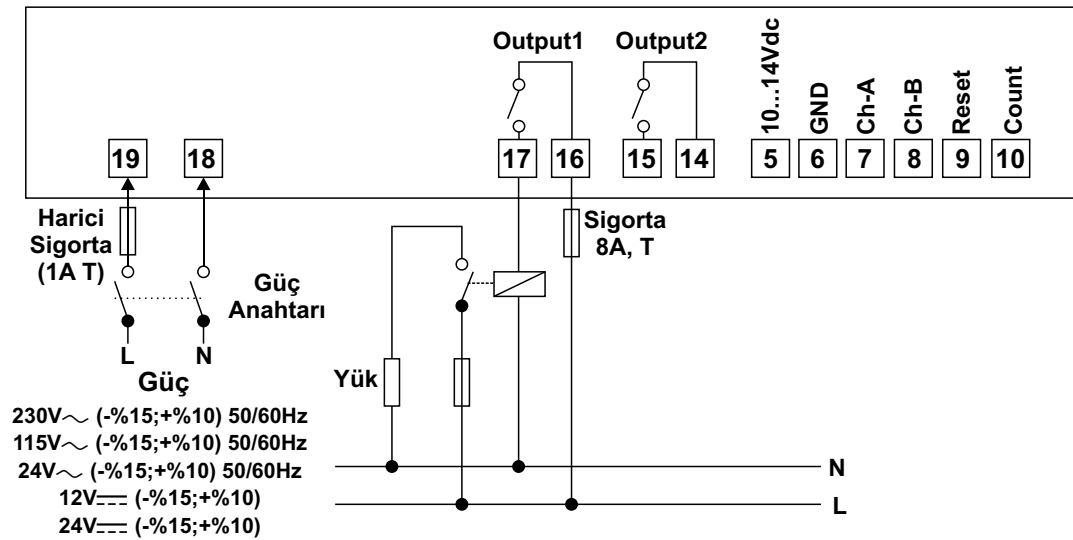 Output1
Output2
10...14Vdc
GND
Ch-A
Ch-B
Reset
Count
19
18
17
16
15
14
5
6
7
8
9
10
Harici
Sigorta
(1A T)
Güç
Anahtarı
Sigorta
8A, T
L
N
Güç
Yük
230V~ (-%15;+%10) 50/60Hz
115V~ (-%15;+%10) 50/60Hz
24V~ (-%15;+%10) 50/60Hz
12V⎓ (-%15;+%10)
24V⎓ (-%15;+%10)
N
L